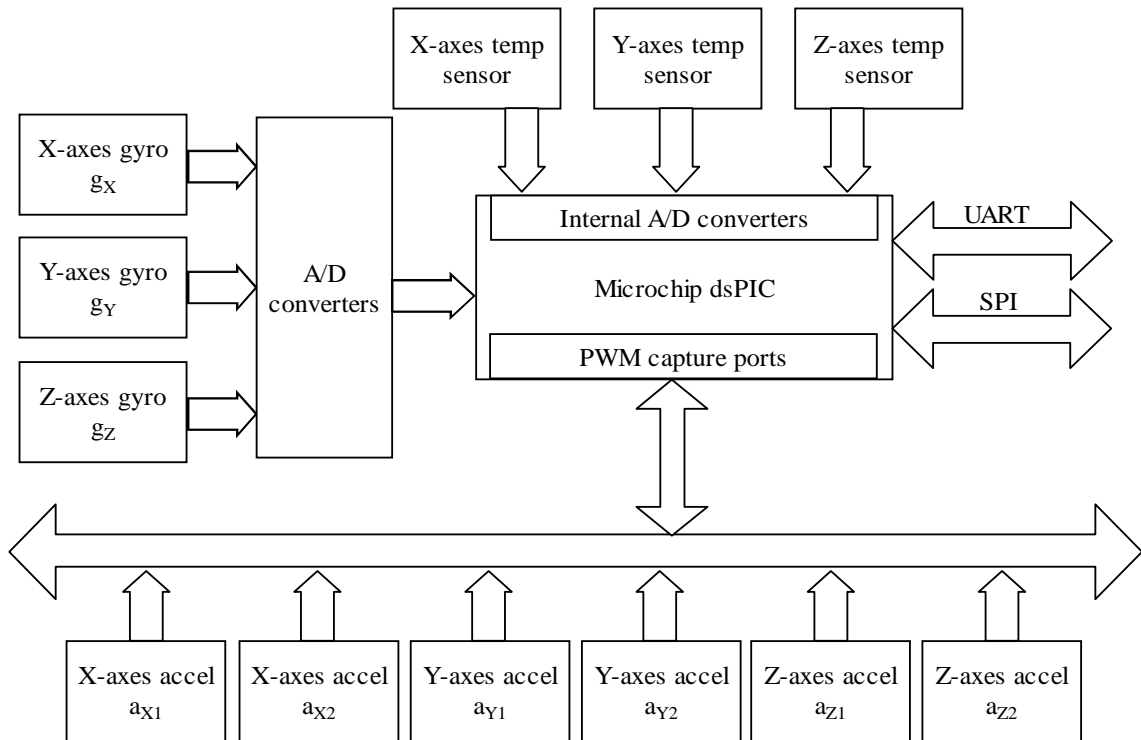 X-axes temp
sensor
Y-axes temp
sensor
Z-axes temp
sensor
X-axes gyro
gX
Y-axes gyro
gY
Z-axes gyro
gZ
A/D
converters
Internal A/D converters
Microchip dsPIC
PWM capture ports
UART
SPI
X-axes accel
aX1
X-axes accel
aX2
Y-axes accel
aY1
Y-axes accel
aY2
Z-axes accel
aZ1
Z-axes accel
aZ2